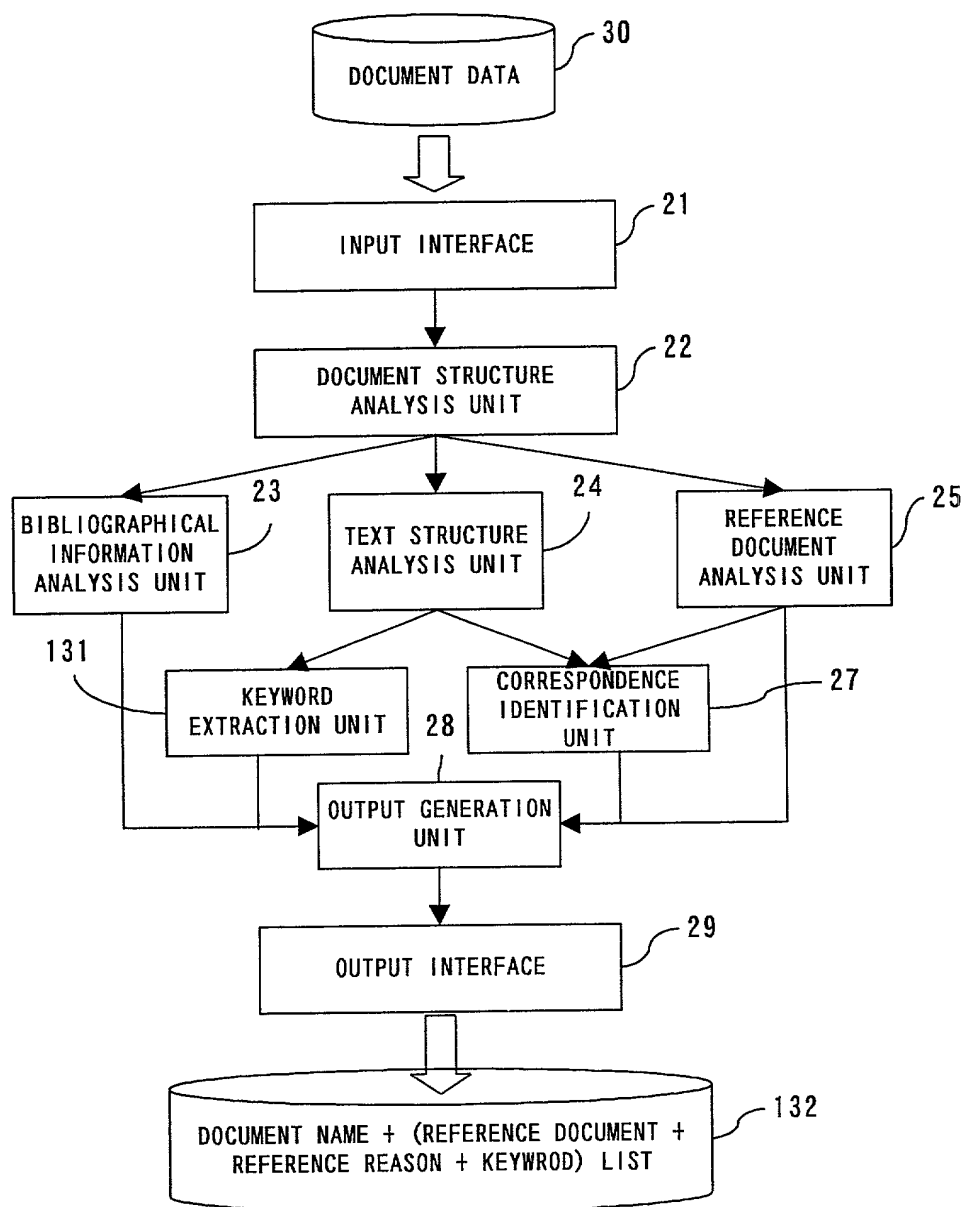 30
DOCUMENT DATA
21
INPUT INTERFACE
22
DOCUMENT STRUCTURE
ANALYSIS UNIT
23
24
25
BIBLIOGRAPHICAL
INFORMATION
ANALYSIS UNIT
TEXT STRUCTURE
ANALYSIS UNIT
REFERENCE
DOCUMENT
ANALYSIS UNIT
131
KEYWORD
EXTRACTION UNIT
CORRESPONDENCE
IDENTIFICATION
UNIT
27
28
OUTPUT GENERATION
UNIT
29
OUTPUT INTERFACE
132
DOCUMENT NAME + (REFERENCE DOCUMENT +
REFERENCE REASON + KEYWROD) LIST